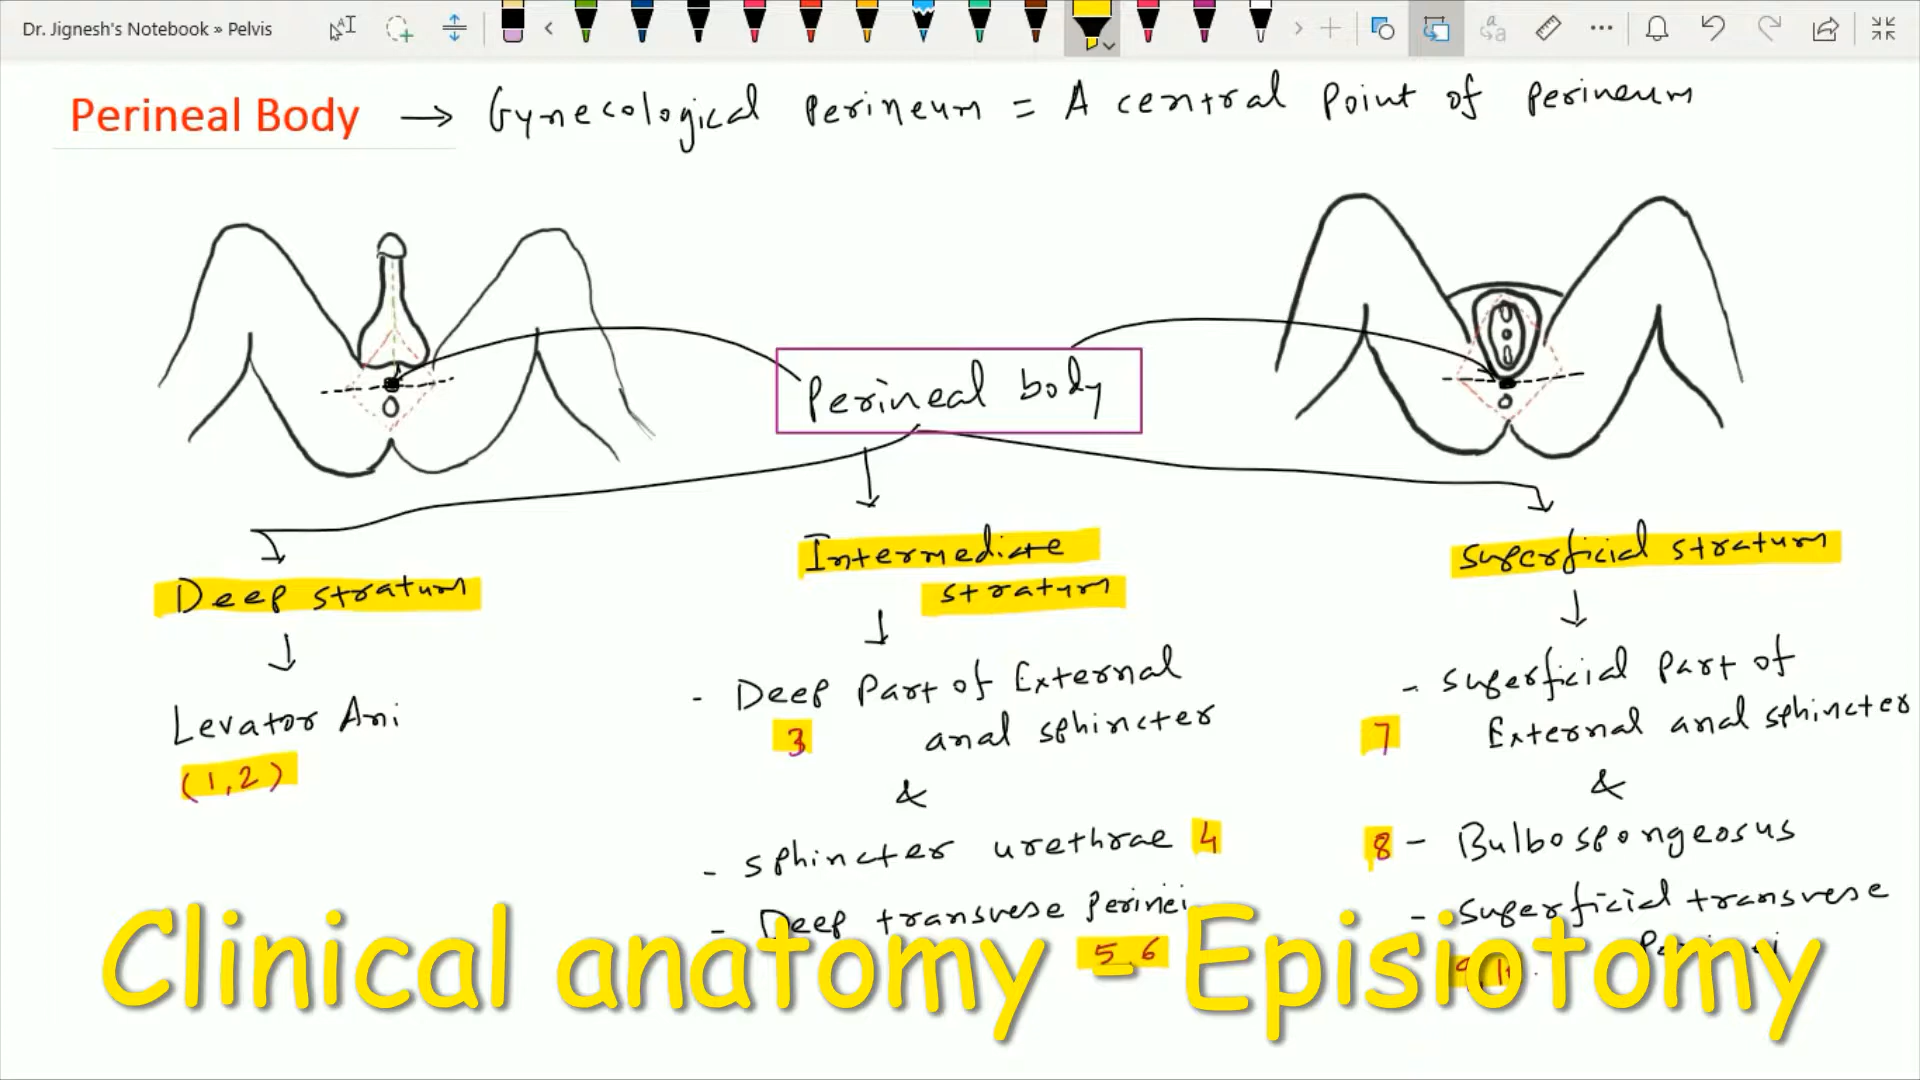 Dr. Jignesh's Notebook » Pelvis
Perineal Body → Gynecological Perineum = A central Point of Perineum
Perineal body
Deep stratum
Levator Ani
(1,2)
Intermediate
stratum
- Deep Part of External
3 anal sphincter
&
- sphincter urethrae 4
- Deep transvese Perinei
5,6
Superficial stratum
- Superficial Part of
7 External anal sphincter
&
8 - Bulbospongeosus
- Superficial transvese
Clinical anatomy - Episiotomy